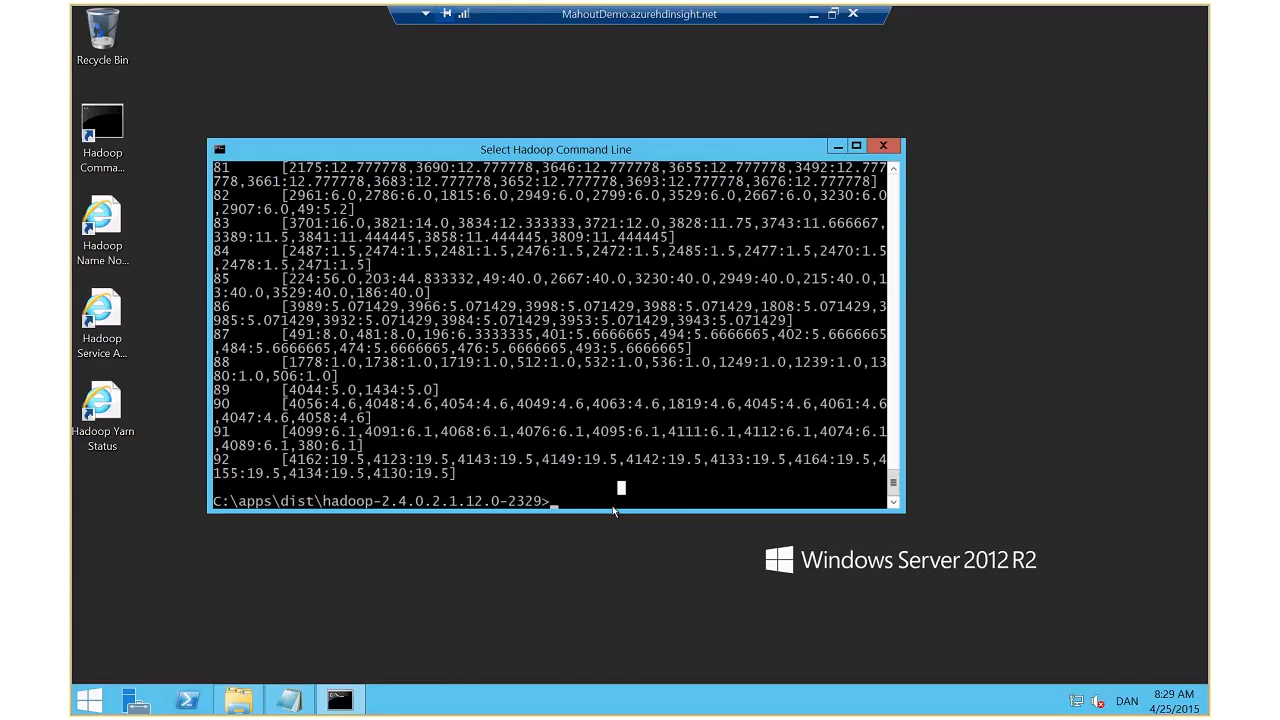 MahoutDemo.azurehdinsight.net
Recycle Bin
Hadoop
Comma...
Hadoop
Name No...
Hadoop
Service A...
Hadoop Yarn
Status
Select Hadoop Command Line
81 [2175:12.777778,3690:12.777778,3646:12.777778,3655:12.777778,3492:12.777
778,3661:12.777778,3683:12.777778,3652:12.777778,3693:12.777778,3676:12.777778]
82 [2961:6.0,2786:6.0,1815:6.0,2949:6.0,2799:6.0,3529:6.0,2667:6.0,3230:6.0
,2907:6.0,49:5.2]
83 [3701:16.0,3821:14.0,3834:12.333333,3721:12.0,3828:11.75,3743:11.666667,
3389:11.5,3841:11.444445,3858:11.444445,3809:11.444445]
84 [2487:1.5,2474:1.5,2481:1.5,2476:1.5,2472:1.5,2485:1.5,2477:1.5,2470:1.5
,2478:1.5,2471:1.5]
85 [224:56.0,203:44.833332,49:40.0,2667:40.0,3230:40.0,2949:40.0,215:40.0,1
3:40.0,3529:40.0,186:40.0]
86 [3989:5.071429,3966:5.071429,3998:5.071429,3988:5.071429,1808:5.071429,3
985:5.071429,3932:5.071429,3984:5.071429,3953:5.071429,3943:5.071429]
87 [491:8.0,481:8.0,196:6.3333335,401:5.6666665,494:5.6666665,402:5.6666665
,484:5.6666665,474:5.6666665,476:5.6666665,493:5.6666665]
88 [1778:1.0,1738:1.0,1719:1.0,512:1.0,532:1.0,536:1.0,1249:1.0,1239:1.0,13
80:1.0,506:1.0]
89 [4044:5.0,1434:5.0]
90 [4056:4.6,4048:4.6,4054:4.6,4049:4.6,4063:4.6,1819:4.6,4045:4.6,4061:4.6
,4047:4.6,4058:4.6]
91 [4099:6.1,4091:6.1,4068:6.1,4076:6.1,4095:6.1,4111:6.1,4112:6.1,4074:6.1
,4089:6.1,380:6.1]
92 [4162:19.5,4123:19.5,4143:19.5,4149:19.5,4142:19.5,4133:19.5,4164:19.5,4
155:19.5,4134:19.5,4130:19.5]
C:\apps\dist\hadoop-2.4.0.2.1.12.0-2329>_
Windows Server 2012 R2
DAN
8:29 AM
4/25/2015